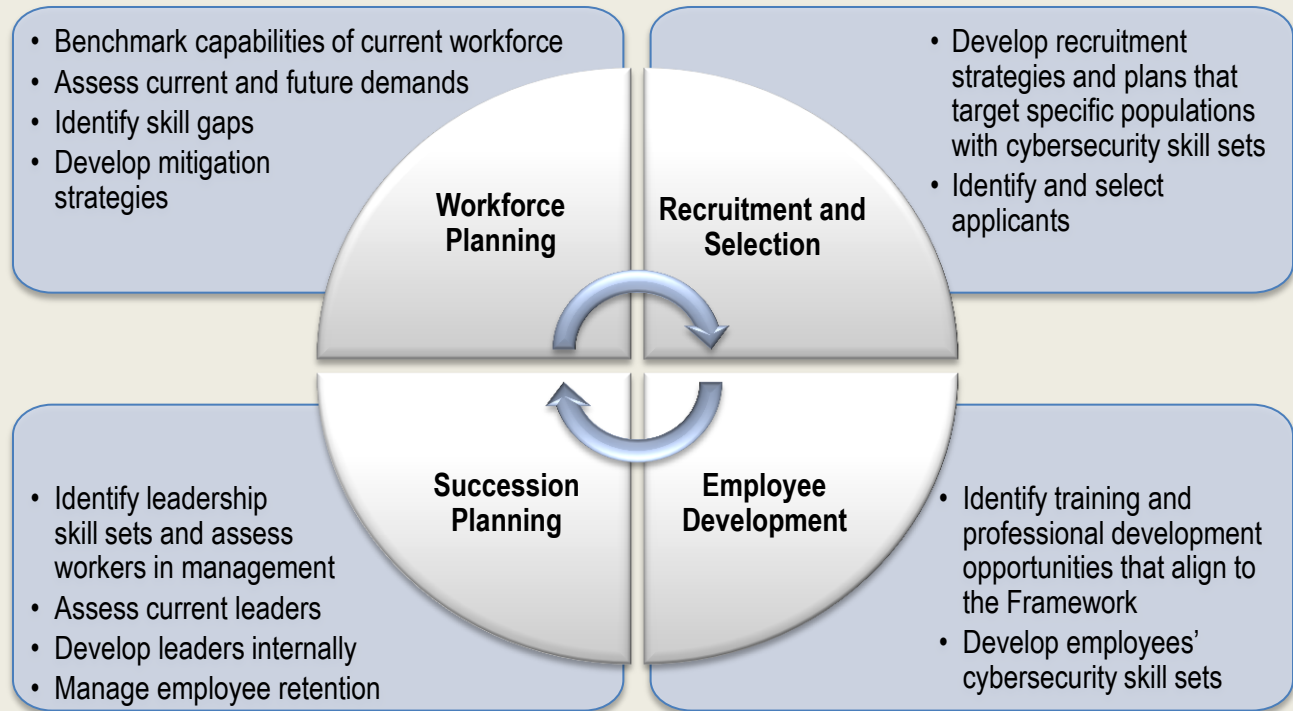 • Benchmark capabilities of current workforce
• Assess current and future demands
• Identify skill gaps
• Develop mitigation
strategies
• Develop recruitment
strategies and plans that
target specific populations
with cybersecurity skill sets
• Identify and select
applicants
Workforce
Planning
Recruitment and
Selection
Succession
Planning
Employee
Development
• Identify leadership
skill sets and assess
workers in management
• Assess current leaders
• Develop leaders internally
• Manage employee retention
• Identify training and
professional development
opportunities that align to
the Framework
• Develop employees’
cybersecurity skill sets